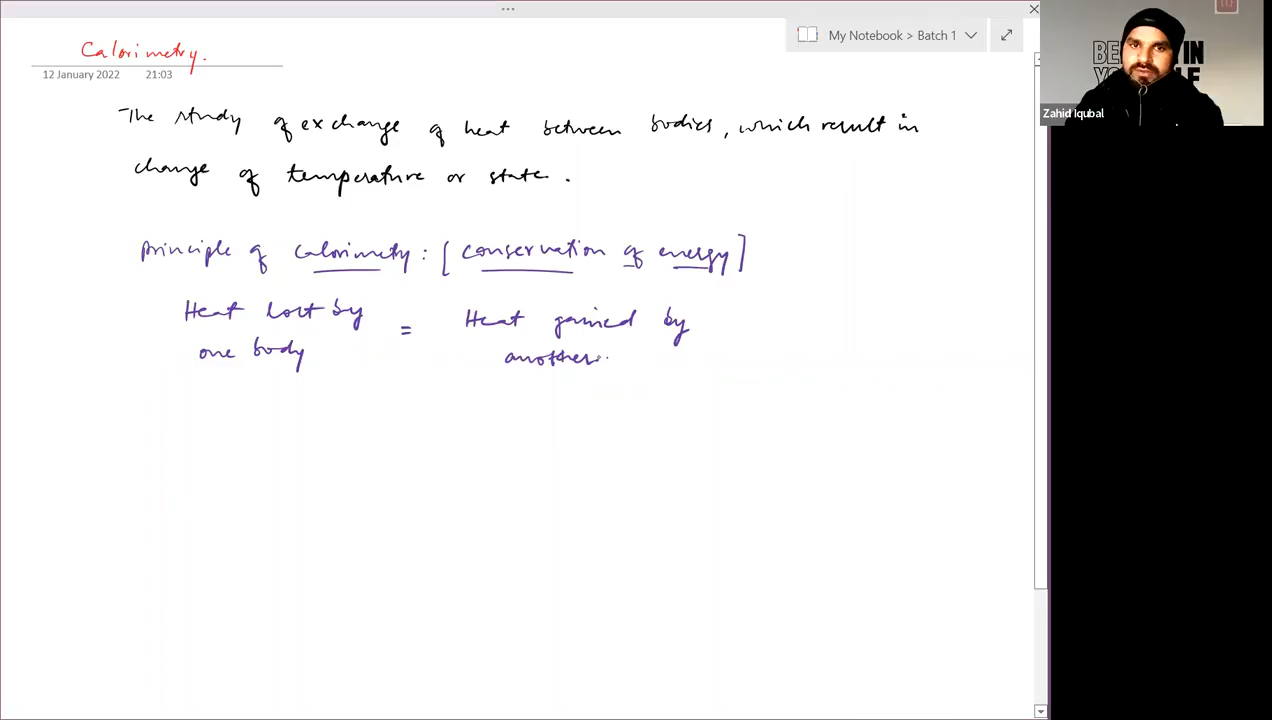 Calorimetry.
My Notebook > Batch 1
12 January 2022 21:03
The study of exchange of heat between bodies, which result in
change of temperature or state.
Principle of Calorimety : [Conservation of energy]
Heat lost by
one body
=
Heat gained by
another.
Zahid Iqubal